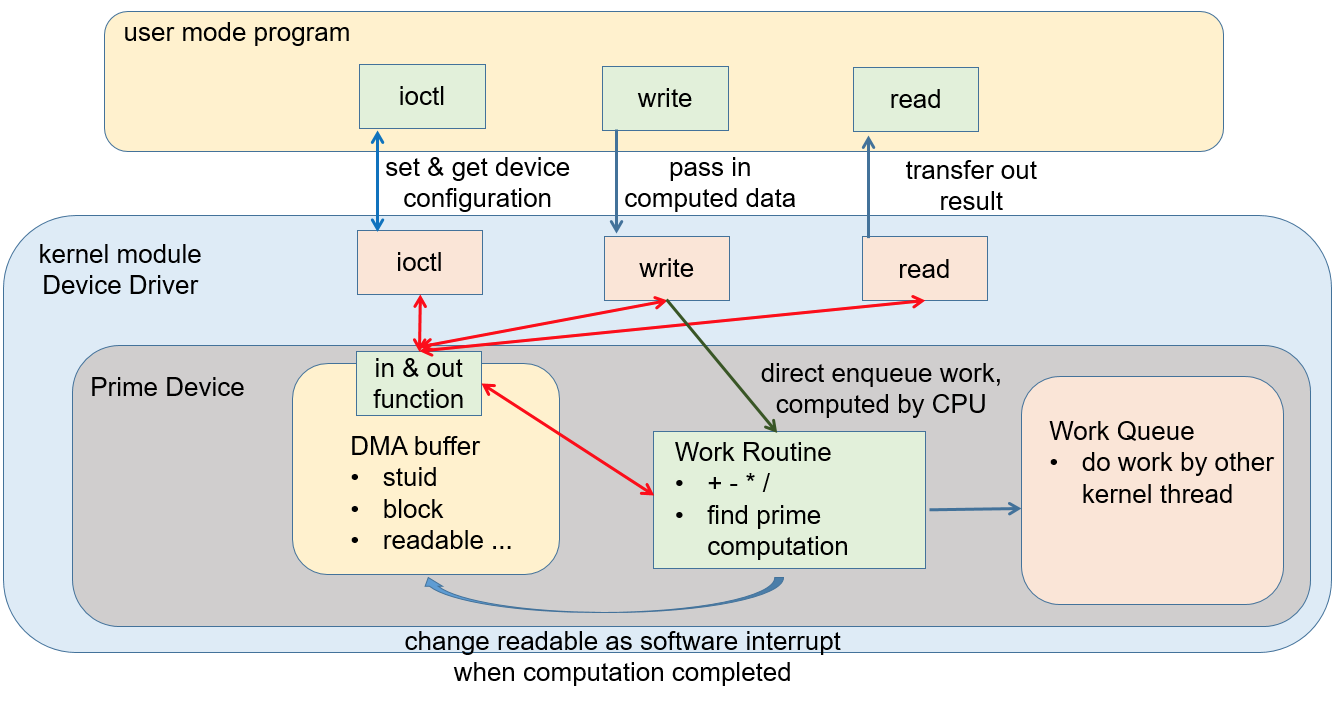 user mode program
ioctl
write
read
set & get device
configuration
pass in
computed data
transfer out
result
kernel module
Device Driver
ioctl
write
read
Prime Device
in & out
function
DMA buffer
• stuid
• block
• readable ...
direct enqueue work,
computed by CPU
Work Routine
• + - * /
• find prime
computation
Work Queue
• do work by other
kernel thread
change readable as software interrupt
when computation completed